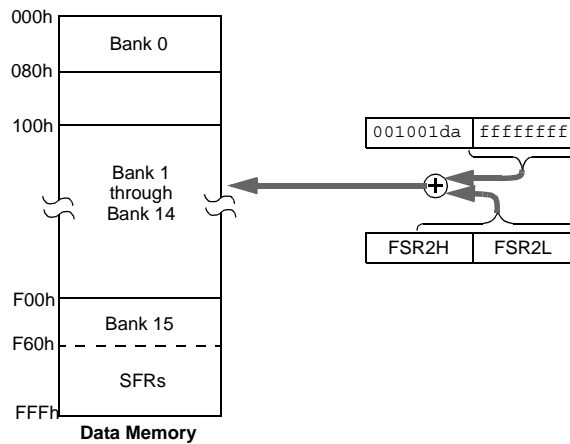 000h
Bank 0
080h
100h
001001da ffffffff
Bank 1
through
Bank 14
FSR2H FSR2L
F00h
Bank 15
F60h
SFRs
FFFh
Data Memory